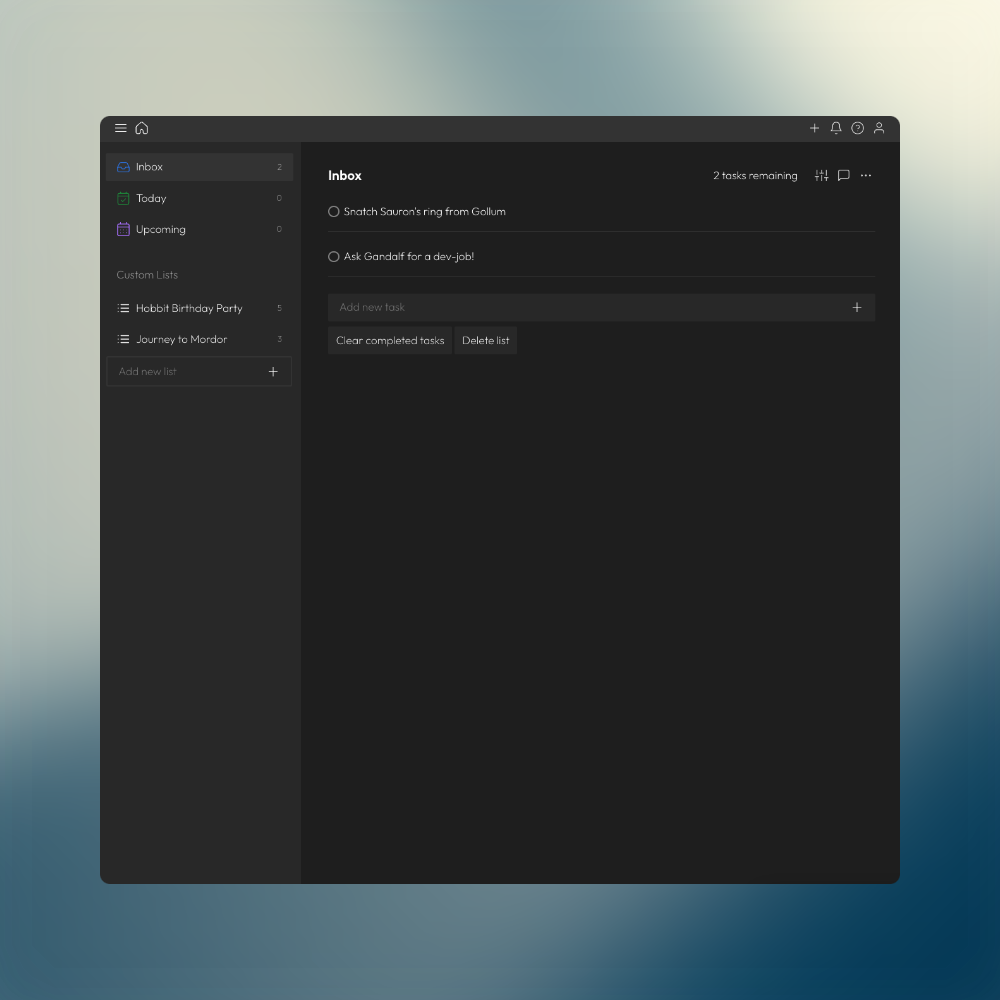 Inbox 2
Today 0
Upcoming 0
Custom Lists
Hobbit Birthday Party 5
Journey to Mordor 3
Add new list
Inbox 2 tasks remaining
Snatch Sauron's ring from Gollum
Ask Gandalf for a dev-job!
Add new task
Clear completed tasks Delete list